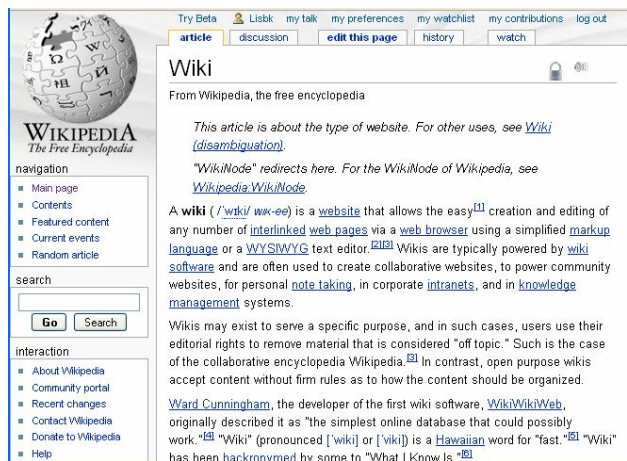 Try Beta Lisbk my talk my preferences my watchlist my contributions log out
article discussion edit this page history watch
WIKIPEDIA
The Free Encyclopedia
navigation
Main page
Contents
Featured content
Current events
Random article
search
Go Search
interaction
About Wikipedia
Community portal
Recent changes
Contact Wikipedia
Donate to Wikipedia
Help
Wiki
From Wikipedia, the free encyclopedia
This article is about the type of website. For other uses, see Wiki
(disambiguation).
"WikiNode" redirects here. For the WikiNode of Wikipedia, see
Wikipedia:WikiNode.
A wiki ( /ˈwɪki/ WIK-ee) is a website that allows the easy[1] creation and editing of
any number of interlinked web pages via a web browser using a simplified markup
language or a WYSIWYG text editor.[2][3] Wikis are typically powered by wiki
software and are often used to create collaborative websites, to power community
websites, for personal note taking, in corporate intranets, and in knowledge
management systems.
Wikis may exist to serve a specific purpose, and in such cases, users use their
editorial rights to remove material that is considered "off topic." Such is the case
of the collaborative encyclopedia Wikipedia.[3] In contrast, open purpose wikis
accept content without firm rules as to how the content should be organized.
Ward Cunningham, the developer of the first wiki software, WikiWikiWeb,
originally described it as "the simplest online database that could possibly
work."[4] "Wiki" (pronounced [ˈwiki] or [ˈviki]) is a Hawaiian word for "fast."[5] "Wiki"
has been backronymed by some to "What I Know Is."[6]